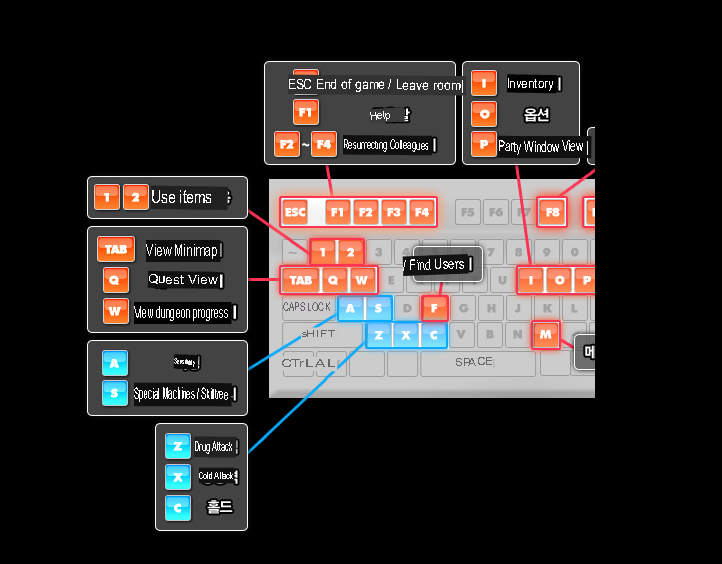 ESC End of game / Leave room
F1 Help
F2 ~ F4 Resurrecting Colleagues
I Inventory
O 옵션
P Party Window View
1 2 Use items
TAB View Minimap
Q Quest View
W View dungeon progress
ESC F1 F2 F3 F4 F5 F6 F7 F8
~ 1 2 3 7 8 9 0
/ Find Users
TAB Q W E I O P
CAPS LOCK A S D F G H J K L
SHIFT Z X C V B N M
메
CTrL ALT SPACE
A
S Special Machines / Skilltree
Z Drug Attack
X Cold Attack
C 홀드